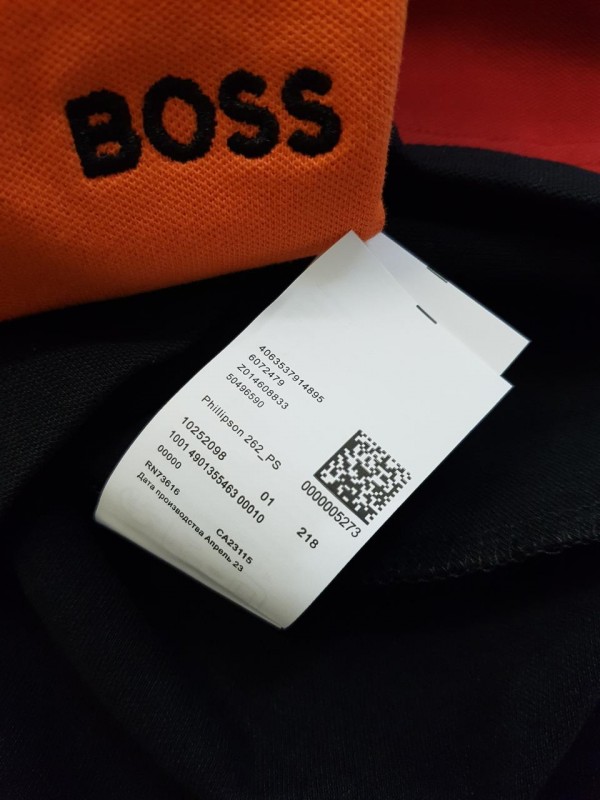 BOSS
4063537914895
6072479
Z014608833
50496590
Phillipson 262_PS
10252098 01 0000005273
1001 4901355463 00010 218
00000
RN73616 CA23115
Дата производства Апрель 23